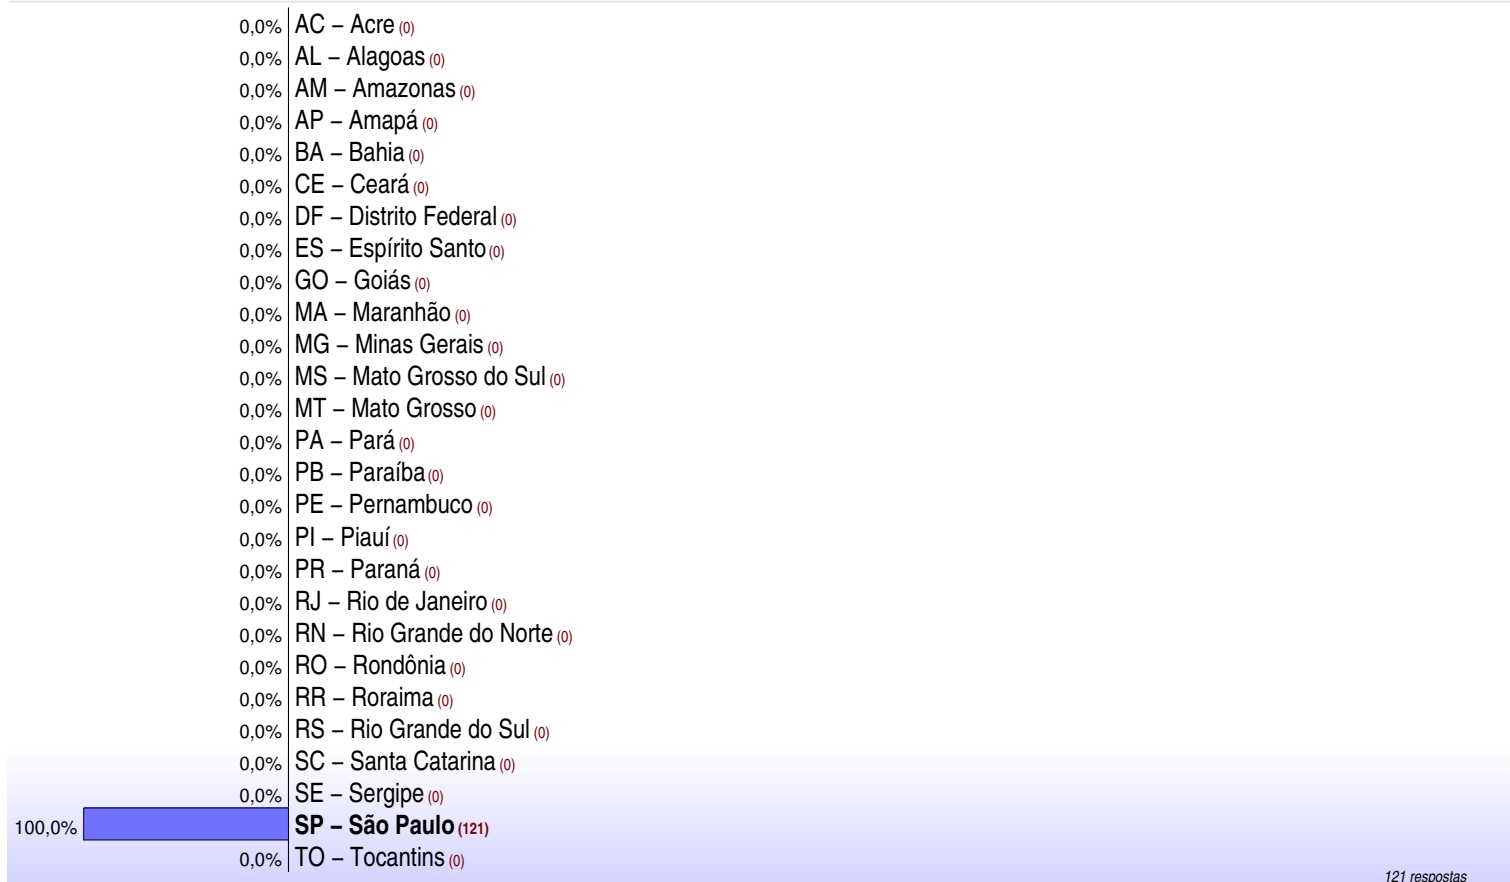 0,0% AC – Acre (0)
0,0% AL – Alagoas (0)
0,0% AM – Amazonas (0)
0,0% AP – Amapá (0)
0,0% BA – Bahia (0)
0,0% CE – Ceará (0)
0,0% DF – Distrito Federal (0)
0,0% ES – Espírito Santo (0)
0,0% GO – Goiás (0)
0,0% MA – Maranhão (0)
0,0% MG – Minas Gerais (0)
0,0% MS – Mato Grosso do Sul (0)
0,0% MT – Mato Grosso (0)
0,0% PA – Pará (0)
0,0% PB – Paraíba (0)
0,0% PE – Pernambuco (0)
0,0% PI – Piauí (0)
0,0% PR – Paraná (0)
0,0% RJ – Rio de Janeiro (0)
0,0% RN – Rio Grande do Norte (0)
0,0% RO – Rondônia (0)
0,0% RR – Roraima (0)
0,0% RS – Rio Grande do Sul (0)
0,0% SC – Santa Catarina (0)
0,0% SE – Sergipe (0)
100,0% SP – São Paulo (121)
0,0% TO – Tocantins (0)
121 respostas